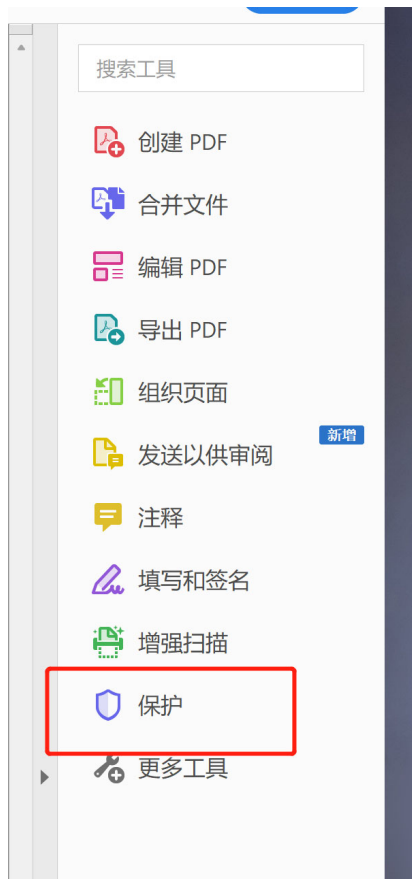 搜索工具
创建 PDF
合并文件
编辑 PDF
导出 PDF
组织页面
新增
发送以供审阅
注释
填写和签名
增强扫描
保护
更多工具